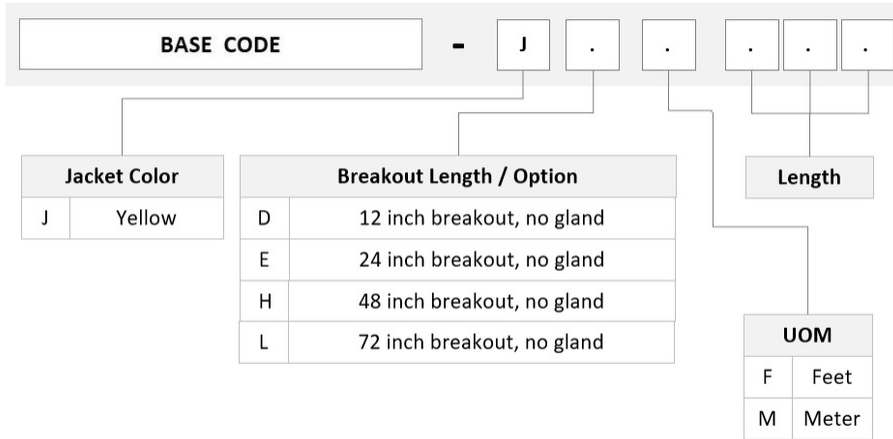 BASE CODE - J . . . . .
Jacket Color
J Yellow
Breakout Length / Option
D 12 inch breakout, no gland
E 24 inch breakout, no gland
H 48 inch breakout, no gland
L 72 inch breakout, no gland
Length
UOM
F Feet
M Meter